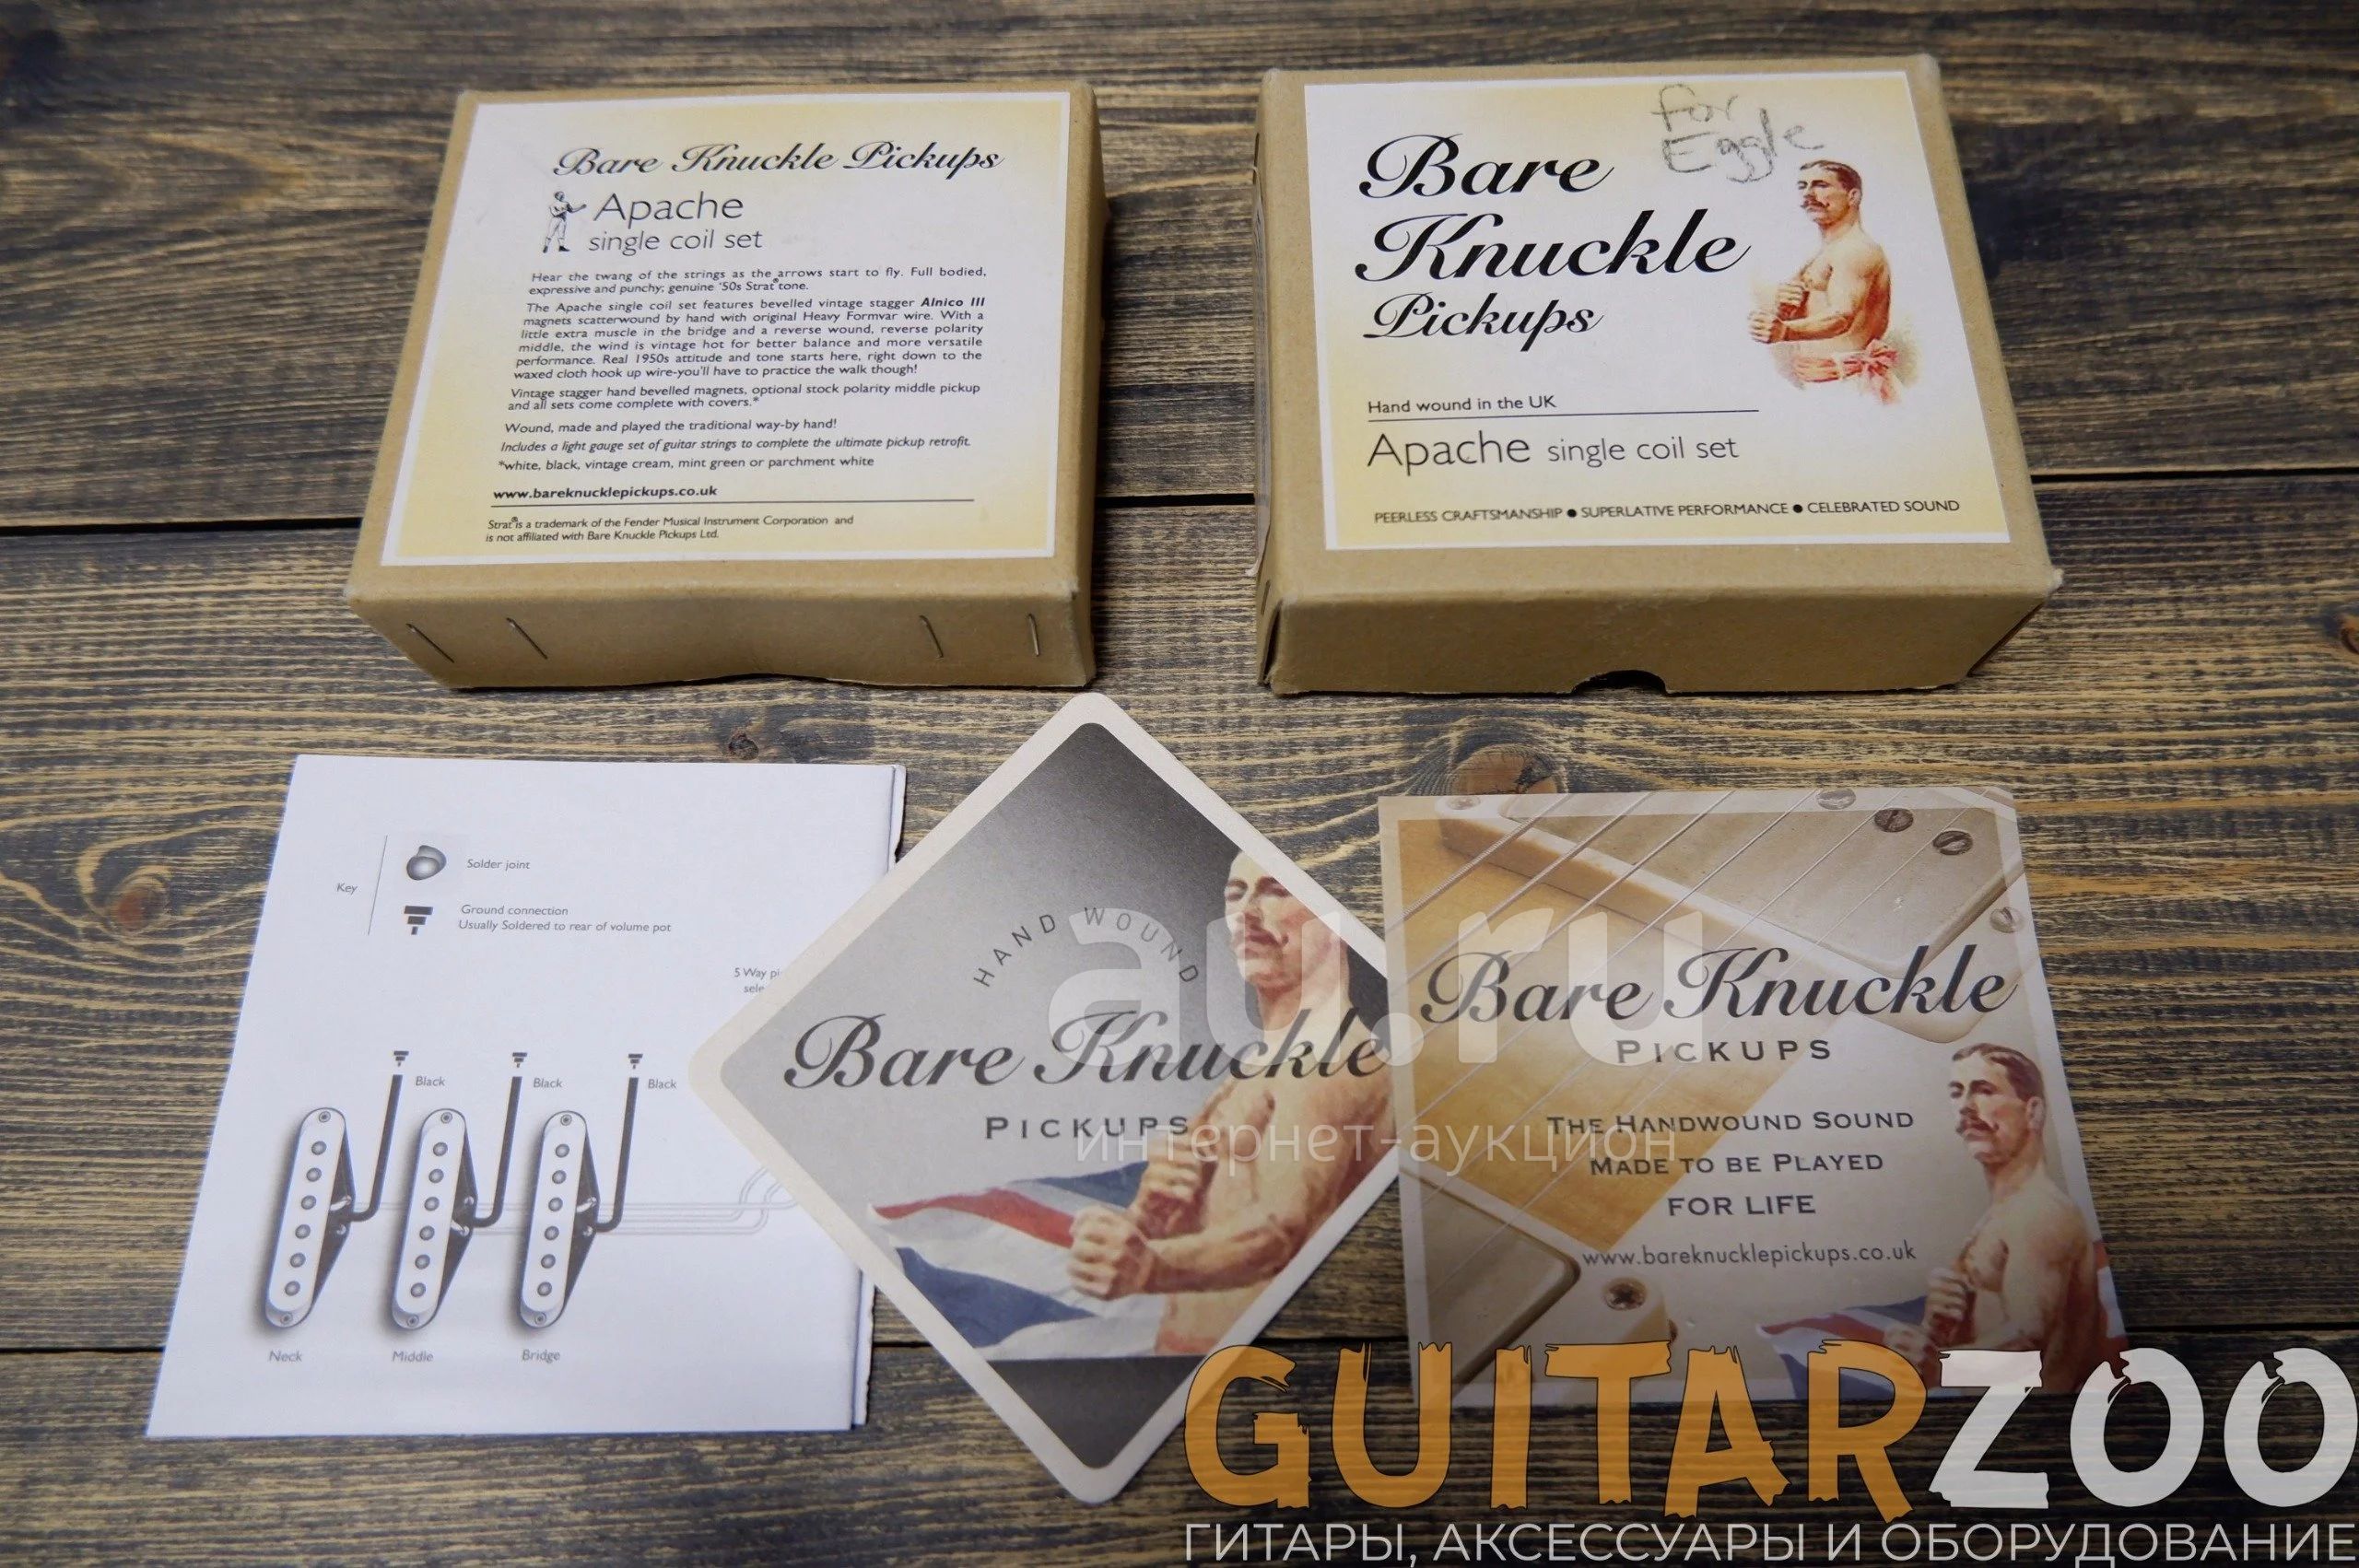 Bare Knuckle Pickups
Apache
single coil set
Hear the twang of the strings as the arrows start to fly. Full bodied,
expressive and punchy; genuine '50s Strat® tone.
The Apache single coil set features bevelled vintage stagger Alnico III
magnets scatterwound by hand with original Heavy Formvar wire. With a
little extra muscle in the bridge and a reverse wound, reverse polarity
middle, the wind is vintage hot for better balance and more versatile
performance. Real 1950s attitude and tone starts here, right down to the
waxed cloth hook up wire-you'll have to practice the walk though!
Vintage stagger hand bevelled magnets, optional stock polarity middle pickup
and all sets come complete with covers.*
Wound, made and played the traditional way-by hand!
Includes a light gauge set of guitar strings to complete the ultimate pickup retrofit.
*white, black, vintage cream, mint green or parchment white
www.bareknucklepickups.co.uk
Strat® is a trademark of the Fender Musical Instrument Corporation and
is not affiliated with Bare Knuckle Pickups Ltd.
for
Eggle
Bare
Knuckle
Pickups
Hand wound in the UK
Apache single coil set
PEERLESS CRAFTSMANSHIP ● SUPERLATIVE PERFORMANCE ● CELEBRATED SOUND
Key
Solder joint
Ground connection
Usually Soldered to rear of volume pot
5 Way
Black
Black
Black
Neck
Middle
Bridge
HAND WOUND
Bare Knuckle
PICKUPS
Bare Knuckle
PICKUPS
THE HANDWOUND SOUND
MADE TO BE PLAYED
FOR LIFE
www.bareknucklepickups.co.uk
au.ru
интернет-аукцион
GUITARZOO
ГИТАРЫ, АКСЕССУАРЫ И ОБОРУДОВАНИЕ